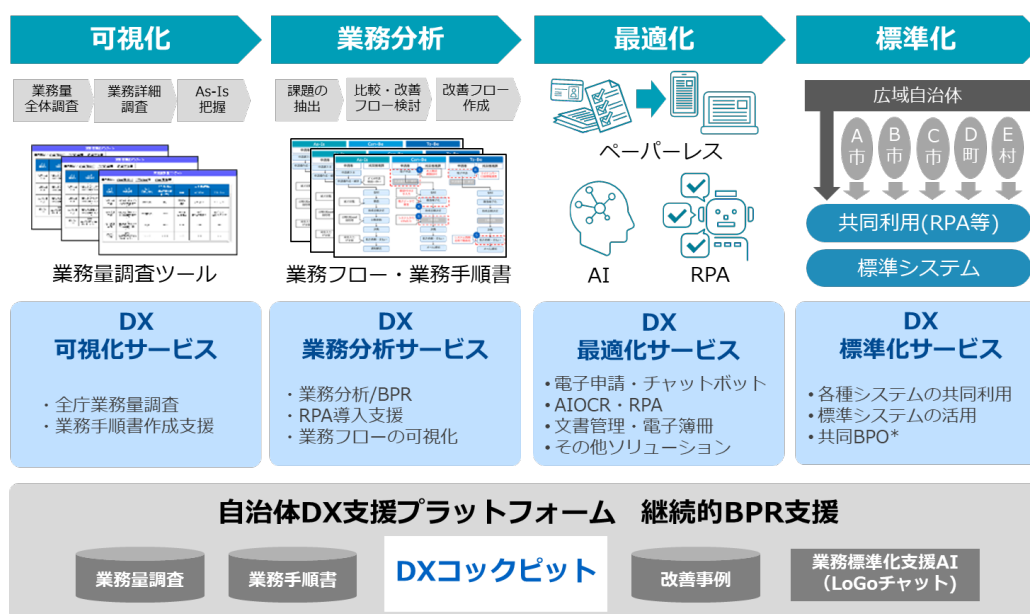 可視化
業務分析
最適化
標準化
業務量
全体調査
業務詳細
調査
As-Is
把握
課題の
抽出
比較・改善
フロー検討
改善フロー
作成
業務量調査ツール
As-Is
Can-Be
To-Be
業務フロー・業務手順書
ペーパーレス
AI
RPA
広域自治体
A市
B市
C市
D町
E村
共同利用(RPA等)
標準システム
DX
可視化サービス
・全庁業務量調査
・業務手順書作成支援
DX
業務分析サービス
・業務分析/BPR
・RPA導入支援
・業務フローの可視化
DX
最適化サービス
•電子申請・チャットボット
•AIOCR・RPA
•文書管理・電子簿冊
•その他ソリューション
DX
標準化サービス
•各種システムの共同利用
•標準システムの活用
•共同BPO*
自治体DX支援プラットフォーム 継続的BPR支援
業務量調査
業務手順書
DXコックピット
改善事例
業務標準化支援AI
（LoGoチャット)